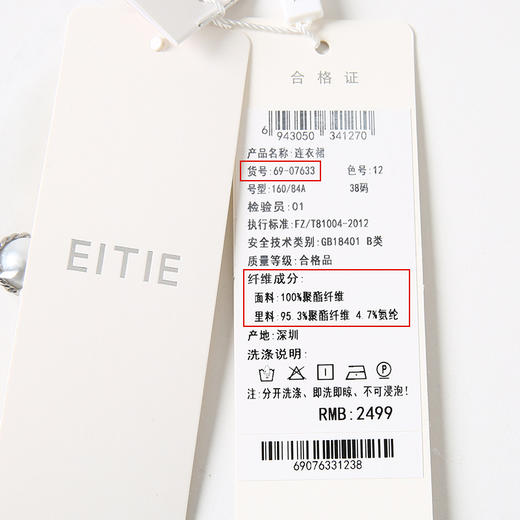 EITIE
合格证
6 943050 341270
产品名称:连衣裙
货号:69-07633 色号:12
号型:160/84A 38码
检验员:01
执行标准:FZ/T81004-2012
安全技术类别:GB18401 B类
质量等级:合格品
纤维成分:
面料:100%聚酯纤维
里料:95.3%聚酯纤维 4.7%氨纶
产地:深圳
洗涤说明:
P
注:分开洗涤、即洗即晾、不可浸泡!
RMB:2499
69076331238